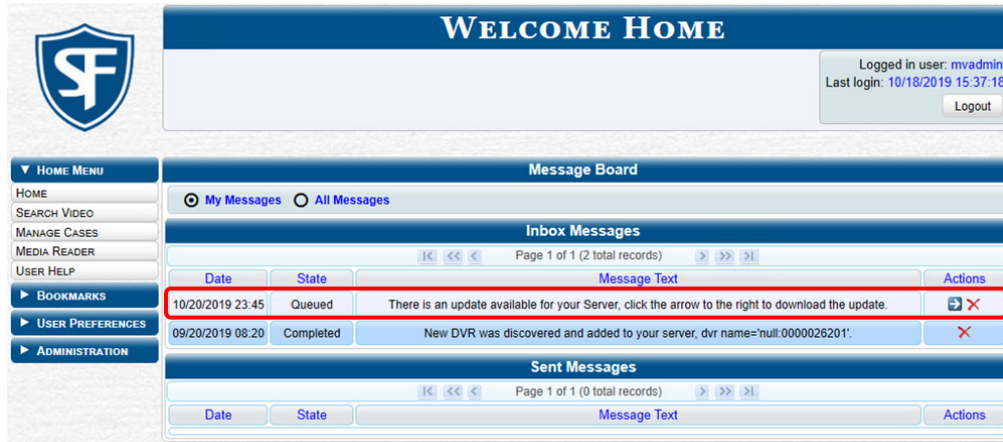 SF
WELCOME HOME
Logged in user: mvadmin
Last login: 10/18/2019 15:37:18
Logout
HOME MENU
HOME
SEARCH VIDEO
MANAGE CASES
MEDIA READER
USER HELP
BOOKMARKS
USER PREFERENCES
ADMINISTRATION
Message Board
My Messages All Messages
Inbox Messages
|< << < Page 1 of 1 (2 total records) > >> >|
Date State Message Text Actions
10/20/2019 23:45 Queued There is an update available for your Server, click the arrow to the right to download the update.
09/20/2019 08:20 Completed New DVR was discovered and added to your server, dvr name='null:0000026201'.
Sent Messages
|< << < Page 1 of 1 (0 total records) > >> >|
Date State Message Text Actions